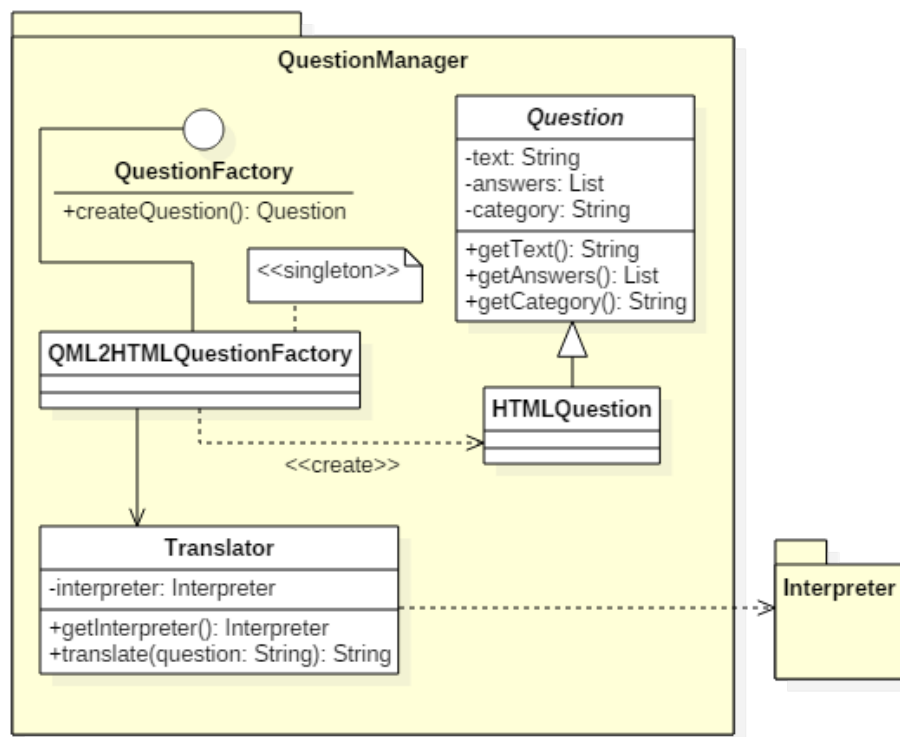 QuestionManager
QuestionFactory
+createQuestion(): Question
<<singleton>>
Question
-text: String
-answers: List
-category: String
+getText(): String
+getAnswers(): List
+getCategory(): String
QML2HTMLQuestionFactory
HTMLQuestion
<<create>>
Translator
-interpreter: Interpreter
+getInterpreter(): Interpreter
+translate(question: String): String
Interpreter